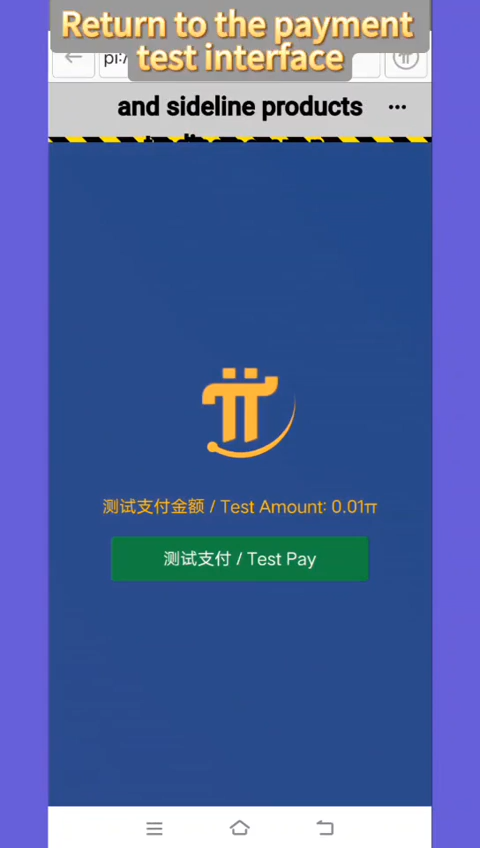 Return to the payment
test interface
pi:/
and sideline products
测试支付金额 / Test Amount: 0.01π
测试支付 / Test Pay